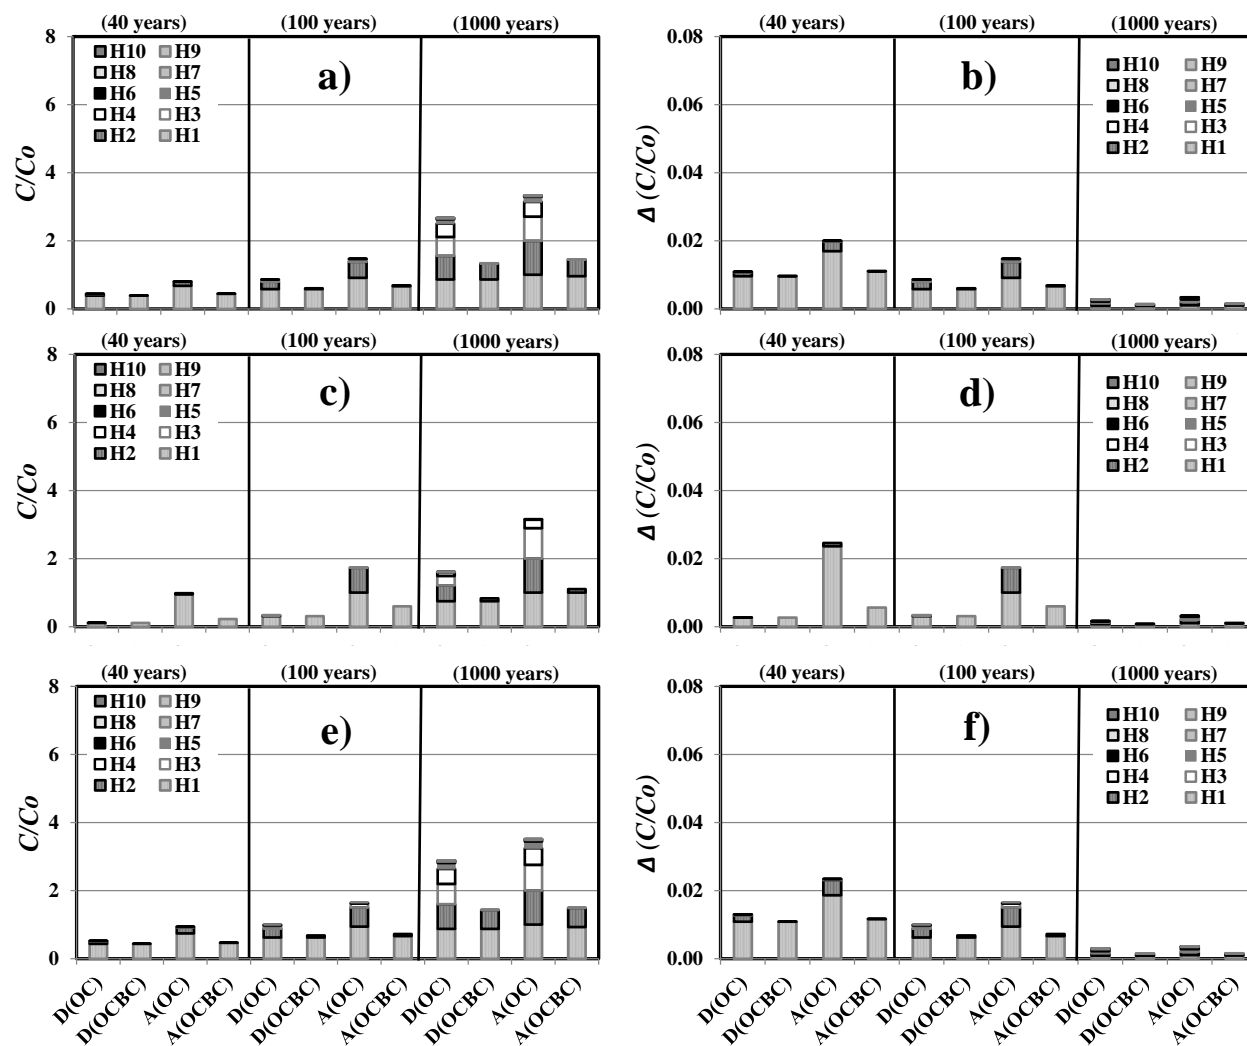 (40 years) (100 years) (1000 years)
8
6
4
2
0
C/Co
H10 H9
H8 H7
H6 H5
H4 H3
H2 H1
a)
(40 years) (100 years) (1000 years)
0.08
0.06
0.04
0.02
0.00
Δ (C/Co)
b)
H10 H9
H8 H7
H6 H5
H4 H3
H2 H1
(40 years) (100 years) (1000 years)
8
6
4
2
0
C/Co
H10 H9
H8 H7
H6 H5
H4 H3
H2 H1
c)
(40 years) (100 years) (1000 years)
0.08
0.06
0.04
0.02
0.00
Δ (C/Co)
d)
H10 H9
H8 H7
H6 H5
H4 H3
H2 H1
(40 years) (100 years) (1000 years)
8
6
4
2
0
C/Co
H10 H9
H8 H7
H6 H5
H4 H3
H2 H1
e)
D(OC) D(OCBC) A(OC) A(OCBC) D(OC) D(OCBC) A(OC) A(OCBC) D(OC) D(OCBC) A(OC) A(OCBC)
(40 years) (100 years) (1000 years)
0.08
0.06
0.04
0.02
0.00
Δ (C/Co)
f)
H10 H9
H8 H7
H6 H5
H4 H3
H2 H1
D(OC) D(OCBC) A(OC) A(OCBC) D(OC) D(OCBC) A(OC) A(OCBC) D(OC) D(OCBC) A(OC) A(OCBC)